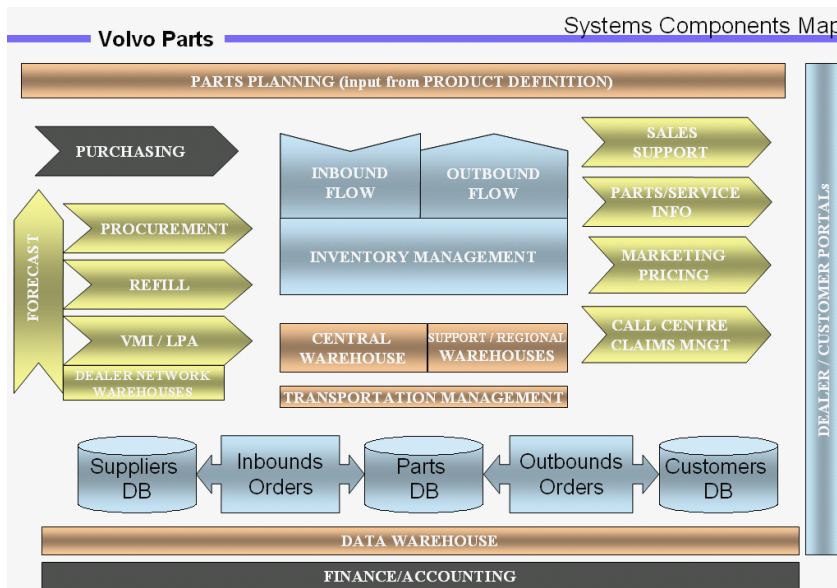 Systems Components Map
Volvo Parts
PARTS PLANNING (input from PRODUCT DEFINITION)
PURCHASING
INBOUND
FLOW
OUTBOUND
FLOW
INVENTORY MANAGEMENT
SALES
SUPPORT
PARTS/SERVICE
INFO
MARKETING
PRICING
CALL CENTRE
CLAIMS MNGT
FORECAST
PROCUREMENT
REFILL
VMI / LPA
DEALER NETWORK
WAREHOUSES
CENTRAL
WAREHOUSE
SUPPORT / REGIONAL
WAREHOUSES
TRANSPORTATION MANAGEMENT
DEALER / CUSTOMER PORTALs
Suppliers
DB
Inbounds
Orders
Parts
DB
Outbounds
Orders
Customers
DB
DATA WAREHOUSE
FINANCE/ACCOUNTING